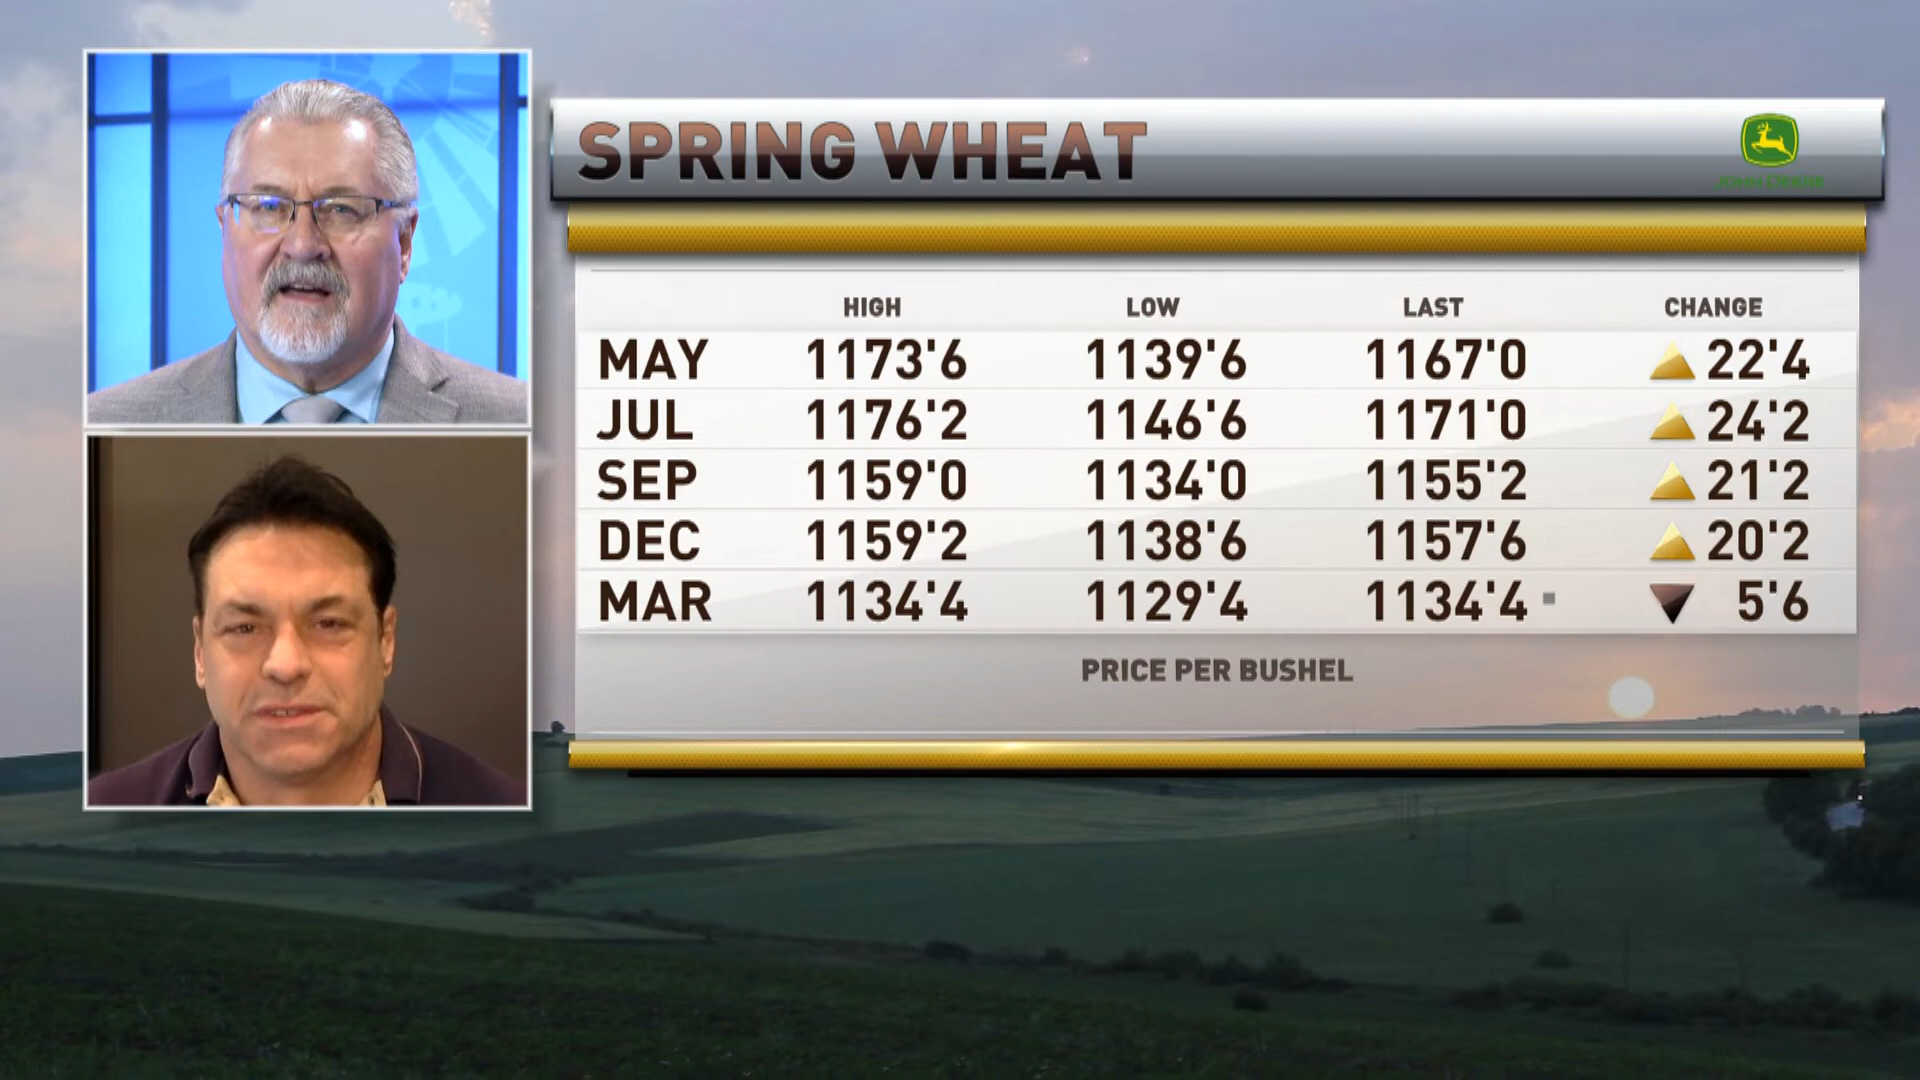 SPRING WHEAT
JOHN DEERE
HIGH LOW LAST CHANGE
MAY 1173'6 1139'6 1167'0 22'4
JUL 1176'2 1146'6 1171'0 24'2
SEP 1159'0 1134'0 1155'2 21'2
DEC 1159'2 1138'6 1157'6 20'2
MAR 1134'4 1129'4 1134'4 5'6
PRICE PER BUSHEL